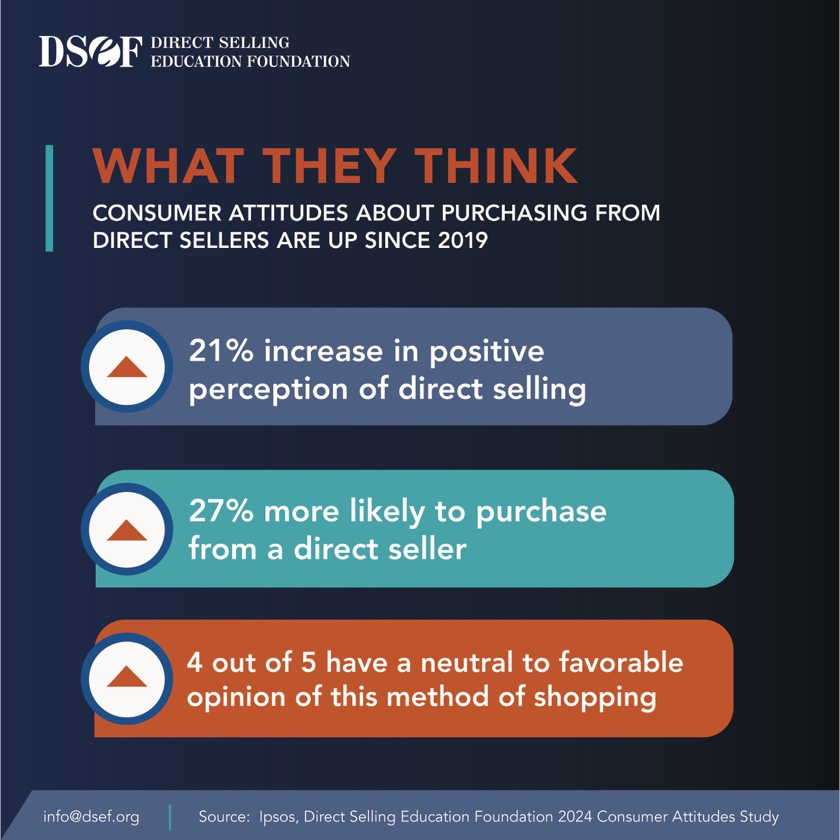 DSEF DIRECT SELLING
EDUCATION FOUNDATION
WHAT THEY THINK
CONSUMER ATTITUDES ABOUT PURCHASING FROM
DIRECT SELLERS ARE UP SINCE 2019
21% increase in positive
perception of direct selling
27% more likely to purchase
from a direct seller
4 out of 5 have a neutral to favorable
opinion of this method of shopping
info@dsef.org
Source: Ipsos, Direct Selling Education Foundation 2024 Consumer Attitudes Study